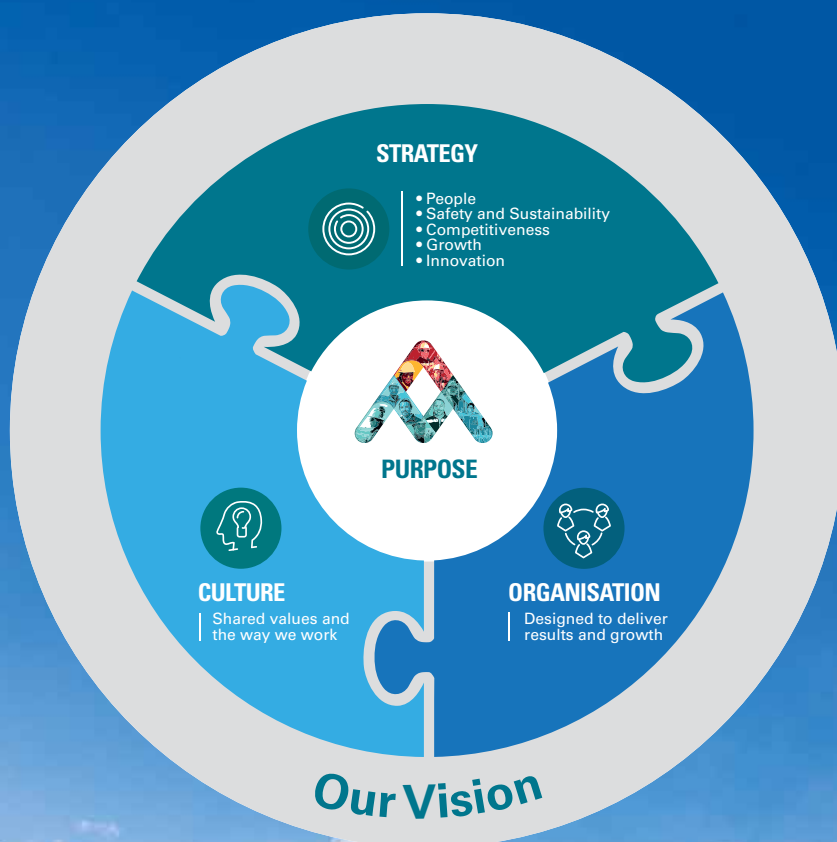 STRATEGY
• People
• Safety and Sustainability
• Competitiveness
• Growth
• Innovation
PURPOSE
CULTURE
Shared values and
the way we work
ORGANISATION
Designed to deliver
results and growth
Our Vision